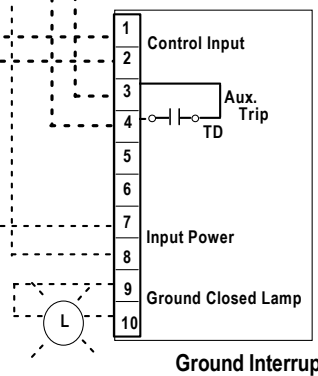 1
Control Input
2
3
Aux.
Trip
4
TD
5
6
7
Input Power
8
9
Ground Closed Lamp
L
10
Ground Interrup